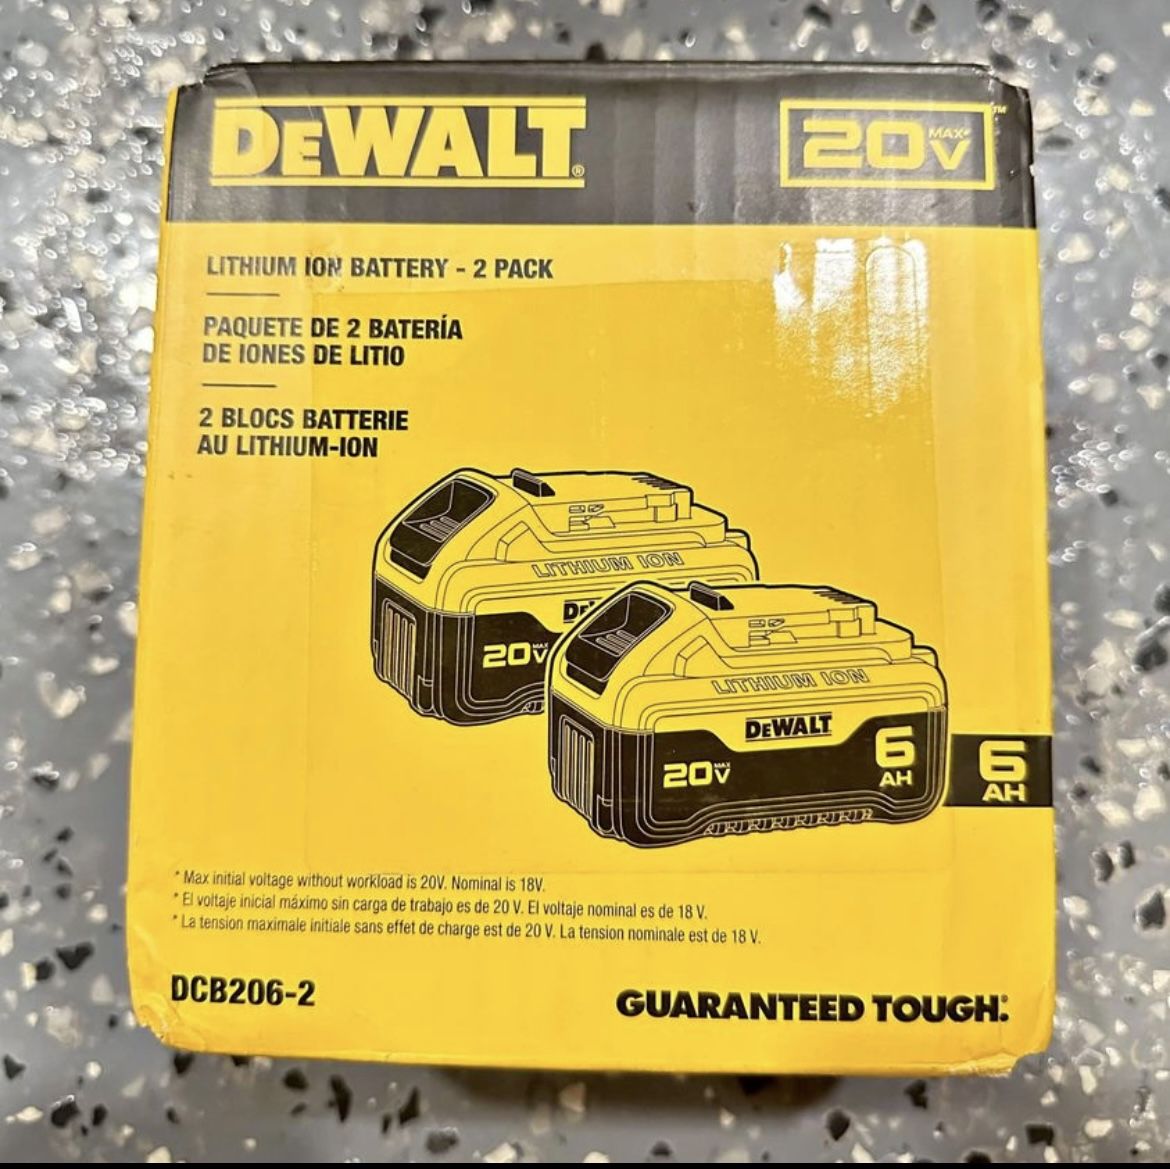 DEWALT®
20V MAX* ™
LITHIUM ION BATTERY - 2 PACK
PAQUETE DE 2 BATERÍA
DE IONES DE LITIO
2 BLOCS BATTERIE
AU LITHIUM-ION
LITHIUM ION
DE
20V MAX
LITHIUM ION
DEWALT
20V MAX
6
AH
6
AH
* Max initial voltage without workload is 20V. Nominal is 18V.
* El voltaje inicial máximo sin carga de trabajo es de 20 V. El voltaje nominal es de 18 V.
* La tension maximale initiale sans effet de charge est de 20 V. La tension nominale est de 18 V.
DCB206-2
GUARANTEED TOUGH®.